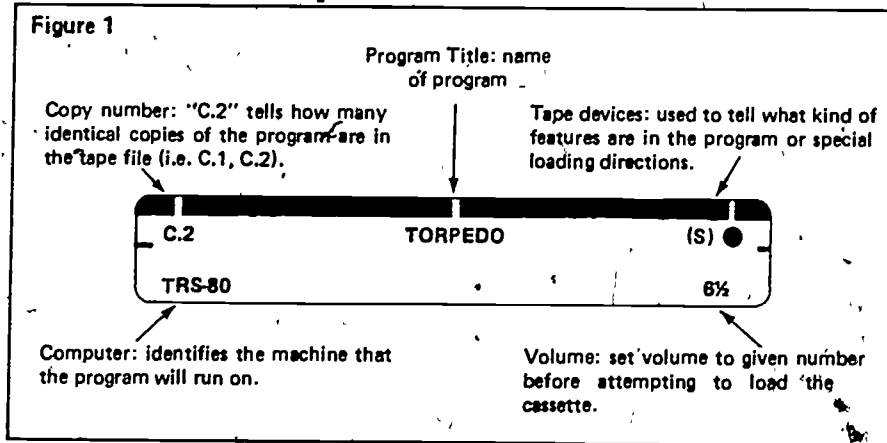 Figure 1
Program Title: name
of program
Copy number: "C.2" tells how many
identical copies of the program are in
the tape file (i.e. C.1, C.2).
Tape devices: used to tell what kind of
features are in the program or special
loading directions.
C.2 TORPEDO (S) ●
TRS-80 6½
Computer: identifies the machine that
the program will run on.
Volume: set volume to given number
before attempting to load the
cassette.